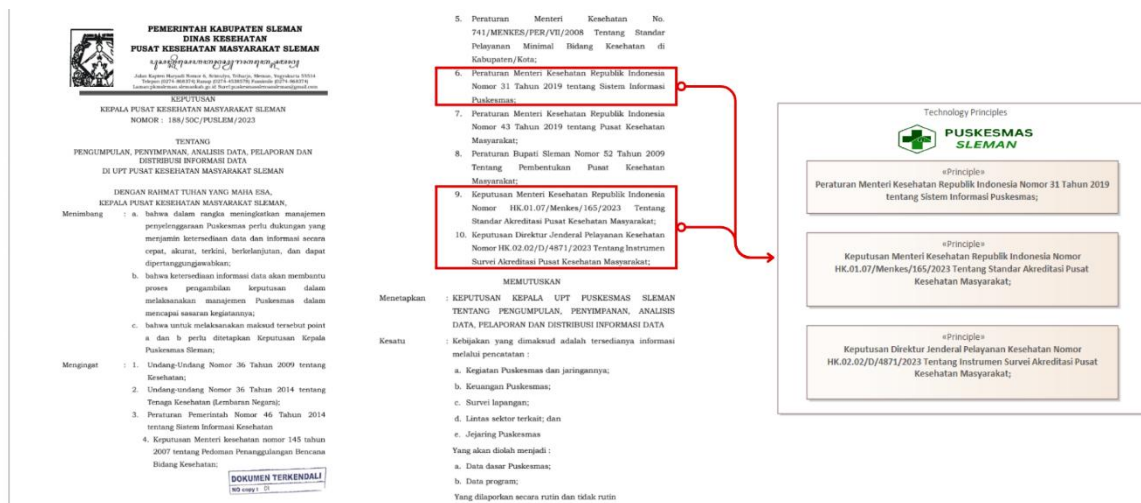 PEMERINTAH KABUPATEN SLEMAN
DINAS KESEHATAN
PUSAT KESEHATAN MASYARAKAT SLEMAN
KEPUTUSAN
KEPALA PUSAT KESEHATAN MASYARAKAT SLEMAN
NOMOR : 188/50C/PUSLEM/2023
TENTANG
PENGUMPULAN, PENYIMPANAN, ANALISIS DATA, PELAPORAN DAN
DISTRIBUSI INFORMASI DATA
DI UPT PUSAT KESEHATAN MASYARAKAT SLEMAN
DENGAN RAHMAT TUHAN YANG MAHA ESA,
KEPALA PUSAT KESEHATAN MASYARAKAT SLEMAN,
Menimbang : a. bahwa dalam rangka meningkatkan manajemen
penyelenggaraan Puskesmas perlu dukungan yang
menjamin ketersediaan data dan informasi secara
cepat, akurat, terkini, berkelanjutan, dan dapat
dipertanggungjawabkan;
b. bahwa ketersediaan informasi data akan membantu
proses pengambilan keputusan dalam
melaksanakan manajemen Puskesmas dalam
mencapai sasaran kegiatannya;
c. bahwa untuk melaksanakan maksud tersebut point
a dan b perlu ditetapkan Keputusan Kepala
Puskesmas Sleman;
Mengingat : 1. Undang-Undang Nomor 36 Tahun 2009 tentang
Kesehatan;
2. Undang-undang Nomor 36 Tahun 2014 tentang
Tenaga Kesehatan (Lembaran Negara);
3. Peraturan Pemerintah Nomor 46 Tahun 2014
tentang Sistem Informasi Kesehatan
4. Keputusan Menteri kesehatan nomor 145 tahun
2007 tentang Pedoman Penanggulangan Bencana
Bidang Kesehatan;
DOKUMEN TERKENDALI
NO copy : 01
5. Peraturan Menteri Kesehatan No.
741/MENKES/PER/VII/2008 Tentang Standar
Pelayanan Minimal Bidang Kesehatan di
Kabupaten/Kota;
6. Peraturan Menteri Kesehatan Republik Indonesia
Nomor 31 Tahun 2019 tentang Sistem Informasi
Puskesmas;
7. Peraturan Menteri Kesehatan Republik Indonesia
Nomor 43 Tahun 2019 tentang Pusat Kesehatan
Masyarakat;
8. Peraturan Bupati Sleman Nomor 52 Tahun 2009
Tentang Pembentukan Pusat Kesehatan
Masyarakat;
9. Keputusan Menteri Kesehatan Republik Indonesia
Nomor HK.01.07/Menkes/165/2023 Tentang
Standar Akreditasi Pusat Kesehatan Masyarakat;
10. Keputusan Direktur Jenderal Pelayanan Kesehatan
Nomor HK.02.02/D/4871/2023 Tentang Instrumen
Survei Akreditasi Pusat Kesehatan Masyarakat;
MEMUTUSKAN
Menetapkan : KEPUTUSAN KEPALA UPT PUSKESMAS SLEMAN
TENTANG PENGUMPULAN, PENYIMPANAN, ANALISIS
DATA, PELAPORAN DAN DISTRIBUSI INFORMASI DATA
Kesatu : Kebijakan yang dimaksud adalah tersedianya informasi
melalui pencatatan :
a. Kegiatan Puskesmas dan jaringannya;
b. Keuangan Puskesmas;
c. Survei lapangan;
d. Lintas sektor terkait; dan
e. Jejaring Puskesmas
Yang akan diolah menjadi :
a. Data dasar Puskesmas;
b. Data program;
Yang dilaporkan secara rutin dan tidak rutin
Technology Principles
PUSKESMAS
SLEMAN
«Principle»
Peraturan Menteri Kesehatan Republik Indonesia Nomor 31 Tahun 2019
tentang Sistem Informasi Puskesmas;
«Principle»
Keputusan Menteri Kesehatan Republik Indonesia Nomor
HK.01.07/Menkes/165/2023 Tentang Standar Akreditasi Pusat
Kesehatan Masyarakat;
«Principle»
Keputusan Direktur Jenderal Pelayanan Kesehatan Nomor
HK.02.02/D/4871/2023 Tentang Instrumen Survei Akreditasi Pusat
Kesehatan Masyarakat;